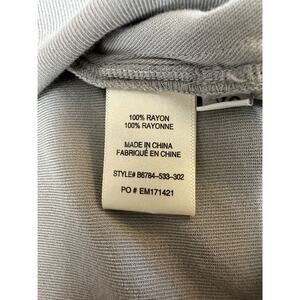 100% RAYON
100% RAYONNE
MADE IN CHINA
FABRIQUÉ EN CHINE
STYLE# B6784-533-302
PO # EM171421